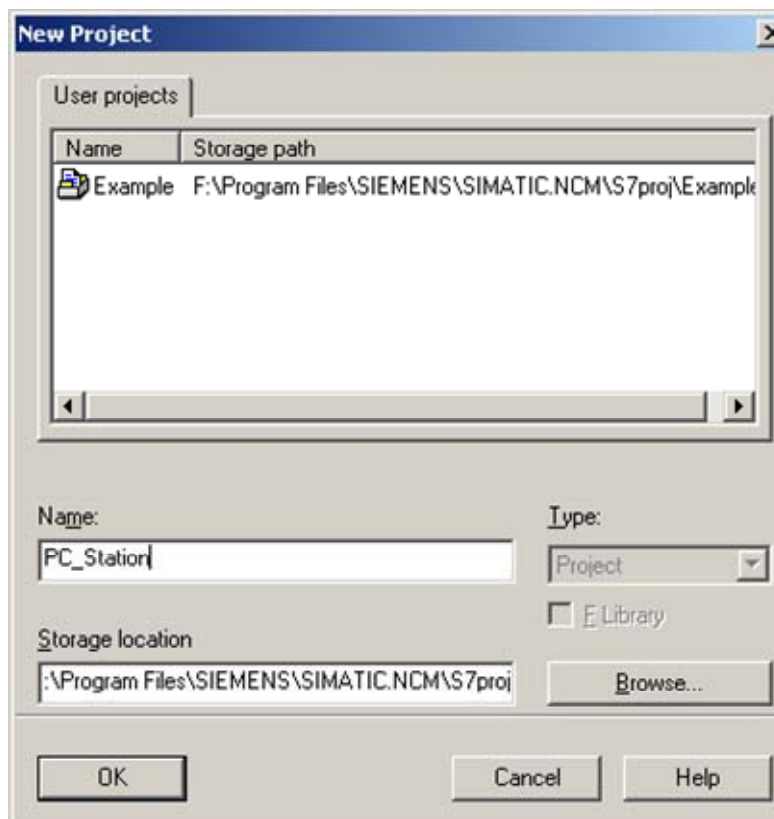 New Project
User projects
Name Storage path
Example F:\Program Files\SIEMENS\SIMATIC.NCM\S7proj\Example
Name:
Type:
PC_Station
Project
F Library
Storage location
:\Program Files\SIEMENS\SIMATIC.NCM\S7proj
Browse...
OK Cancel Help